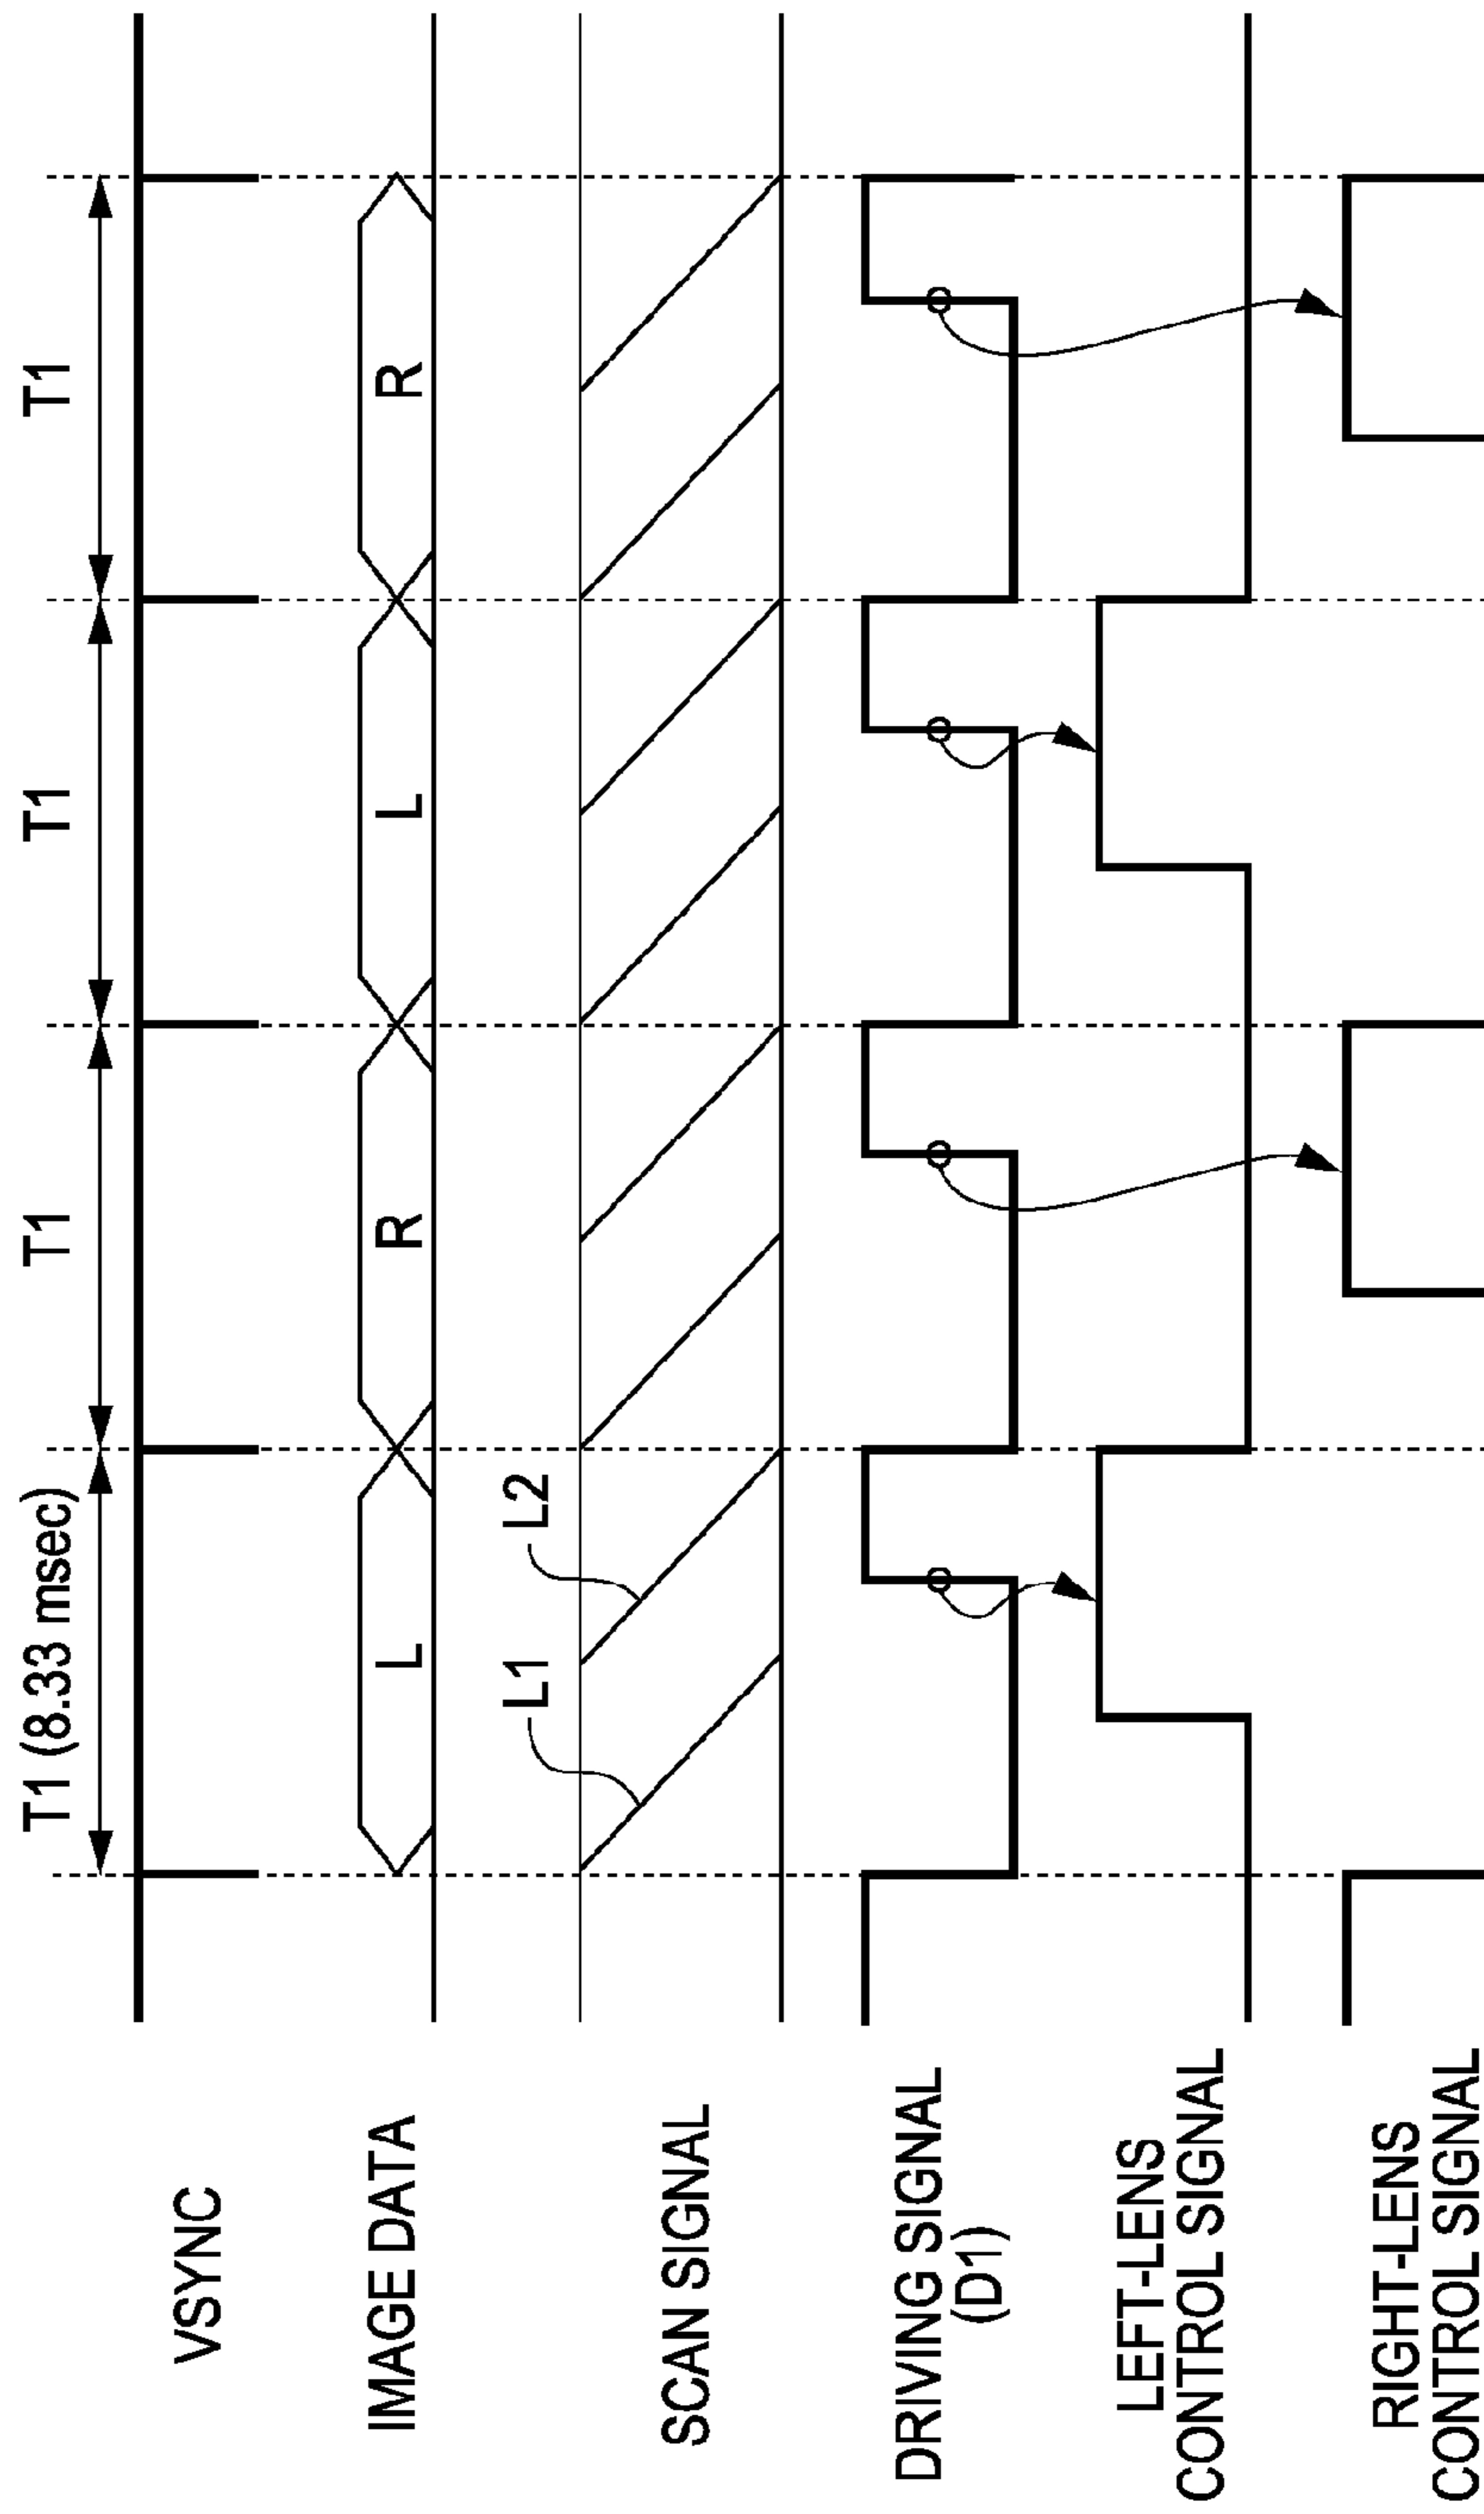 T1 (8.33 msec)
T1
T1
T1
VSYNC
IMAGE DATA
L
R
L
R
L1
L2
SCAN SIGNAL
DRIVING SIGNAL
(D1)
LEFT-LENS
CONTROL SIGNAL
RIGHT-LENS
CONTROL SIGNAL